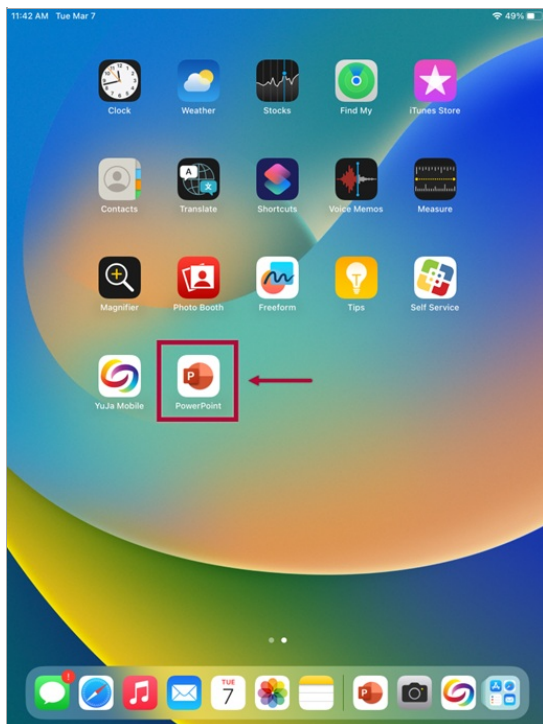 11:42 AM Tue Mar 7
49%
Clock
Weather
Stocks
Find My
iTunes Store
Contacts
Translate
Shortcuts
Voice Memos
Measure
Magnifier
Photo Booth
Freeform
Tips
Self Service
YuJa Mobile
PowerPoint
TUE
7